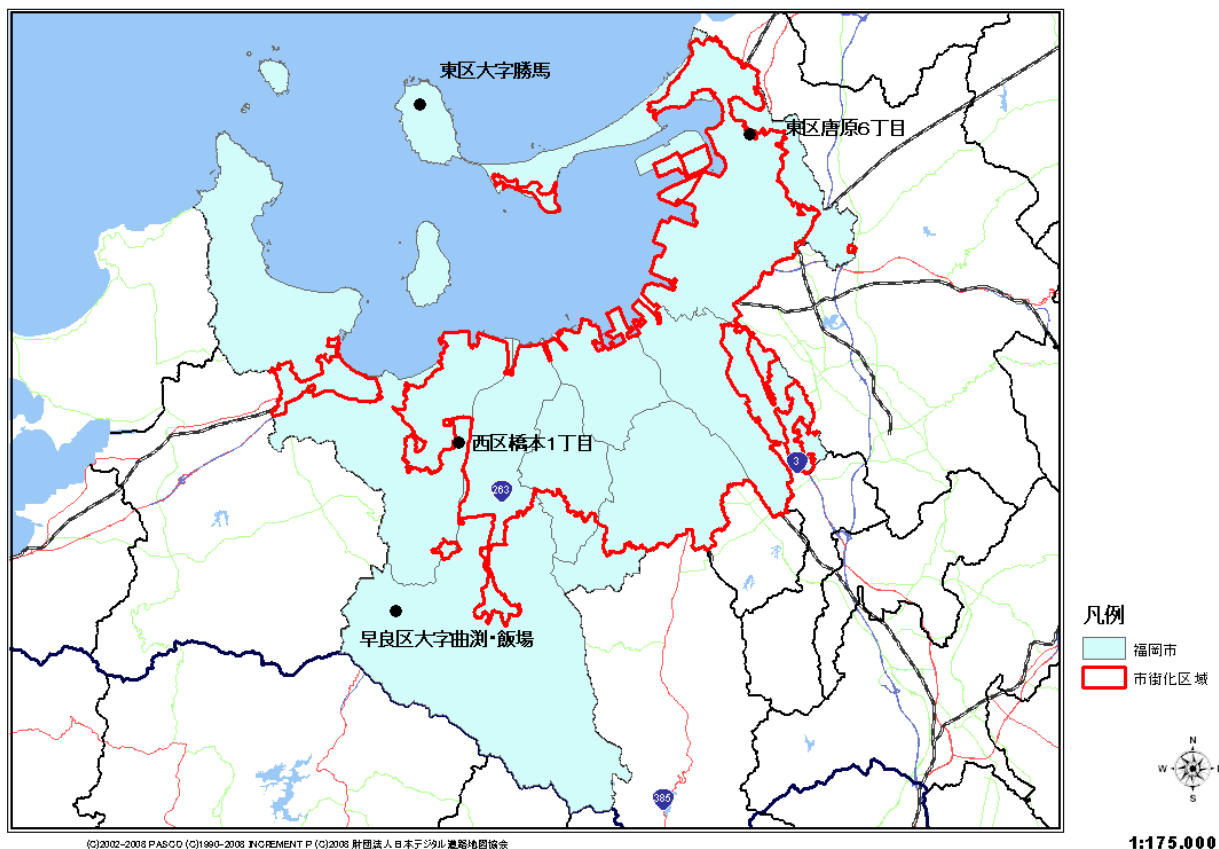 東区大字勝馬
東区唐原6丁目
西区橋本1丁目
3
263
早良区大字曲渕・飯場
385
凡例
福岡市
市街化区域
N
W
E
S
(C)2002-2008 PASCO (C)1990-2008 INCREMENT P (C)2008 財団法人日本デジタル道路地図協会
1:175,000